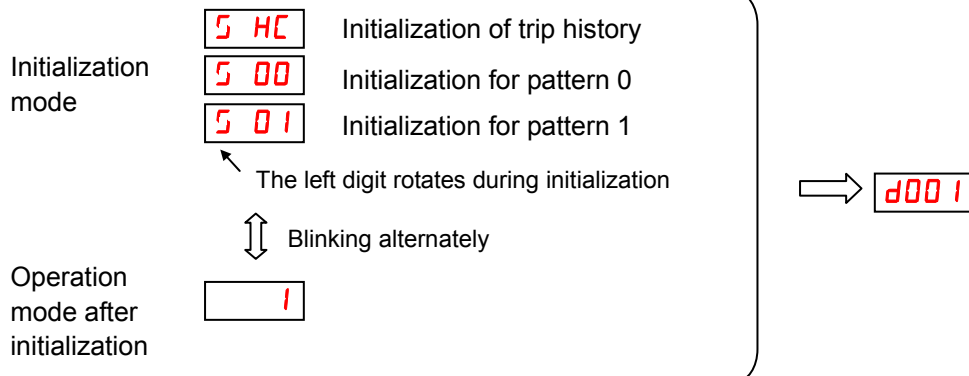 Initialization
mode
5 HC Initialization of trip history
5 00 Initialization for pattern 0
5 01 Initialization for pattern 1
The left digit rotates during initialization
Blinking alternately
d001
Operation
mode after
initialization
1